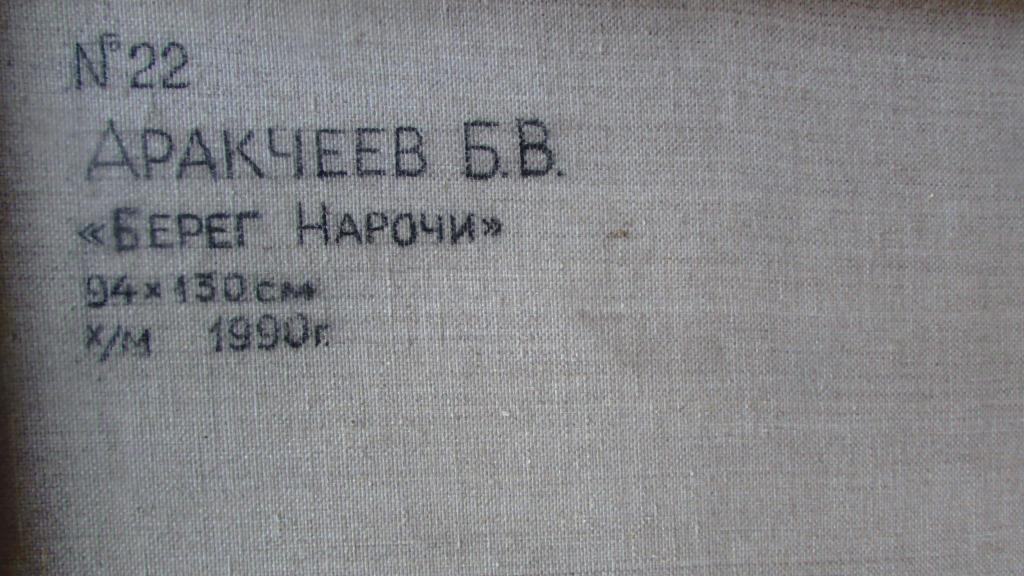 №22
АРАКЧЕЕВ Б.В.
«БЕРЕГ НАРОЧИ»
94×130 см
х/м 1990г.